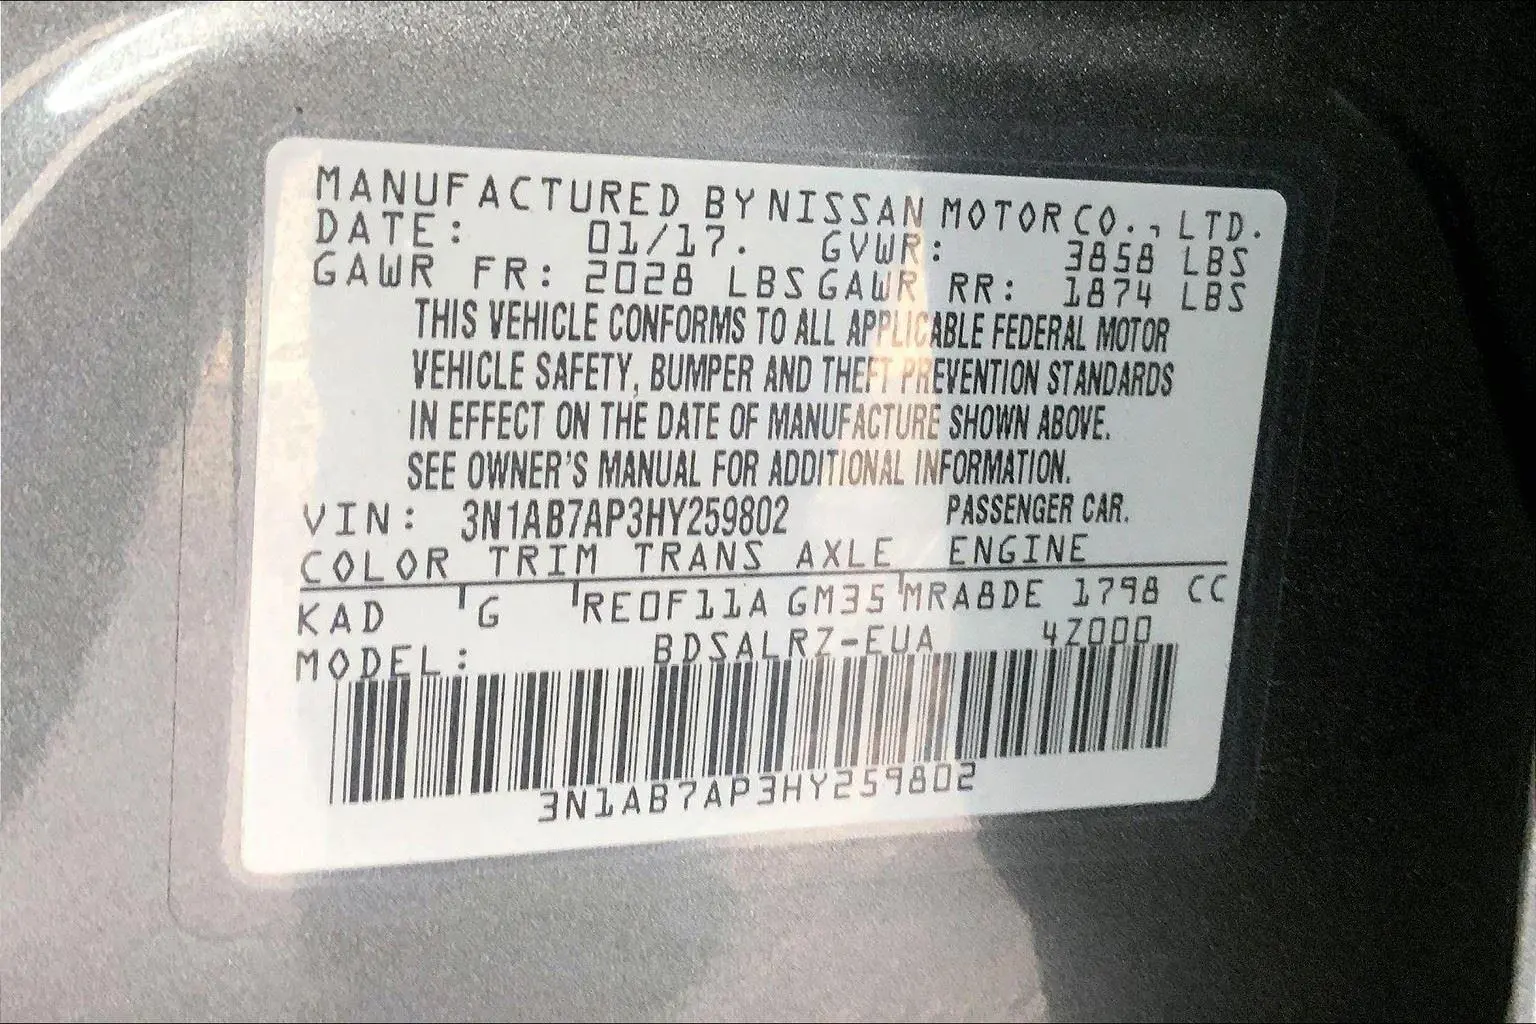 MANUFACTURED BY NISSAN MOTOR CO., LTD.
DATE: 01/17. GVWR: 3858 LBS
GAWR FR: 2028 LBS GAWR RR: 1874 LBS
THIS VEHICLE CONFORMS TO ALL APPLICABLE FEDERAL MOTOR
VEHICLE SAFETY, BUMPER AND THEFT PREVENTION STANDARDS
IN EFFECT ON THE DATE OF MANUFACTURE SHOWN ABOVE.
SEE OWNER'S MANUAL FOR ADDITIONAL INFORMATION.
VIN: 3N1AB7AP3HY259802 PASSENGER CAR.
COLOR TRIM TRANS AXLE ENGINE
KAD G RE0F11A GM35 MRA8DE 1798 CC
MODEL: BDSALRZ-EUA 4Z000
3N1AB7AP3HY259802